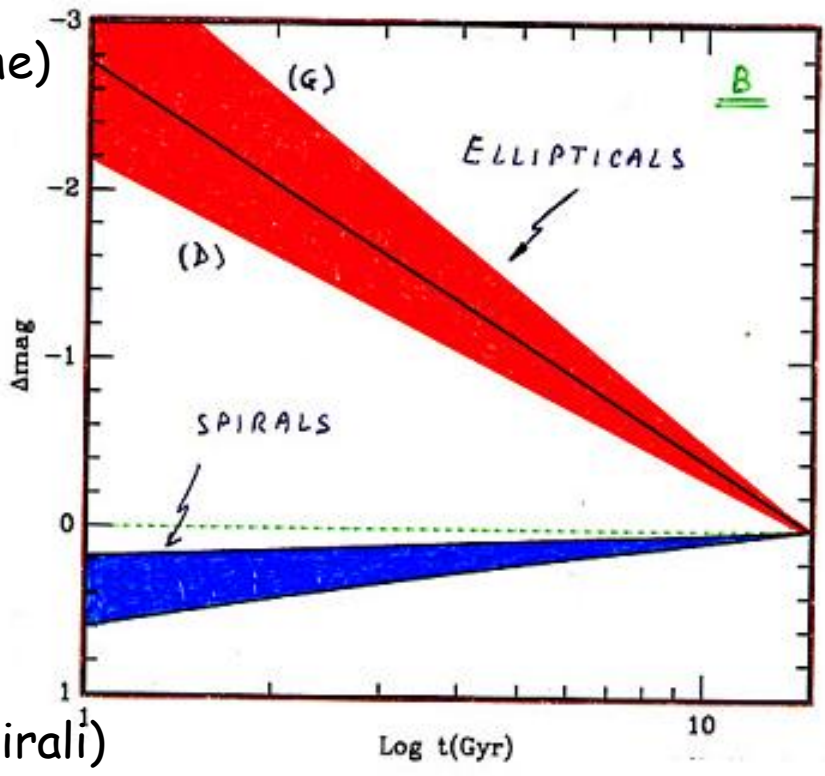 -3
ne)
(G)
B
ELLIPTICALS
-2
(D)
-1
Δmag
SPIRALS
0
1
1
10
irali)
Log t(Gyr)